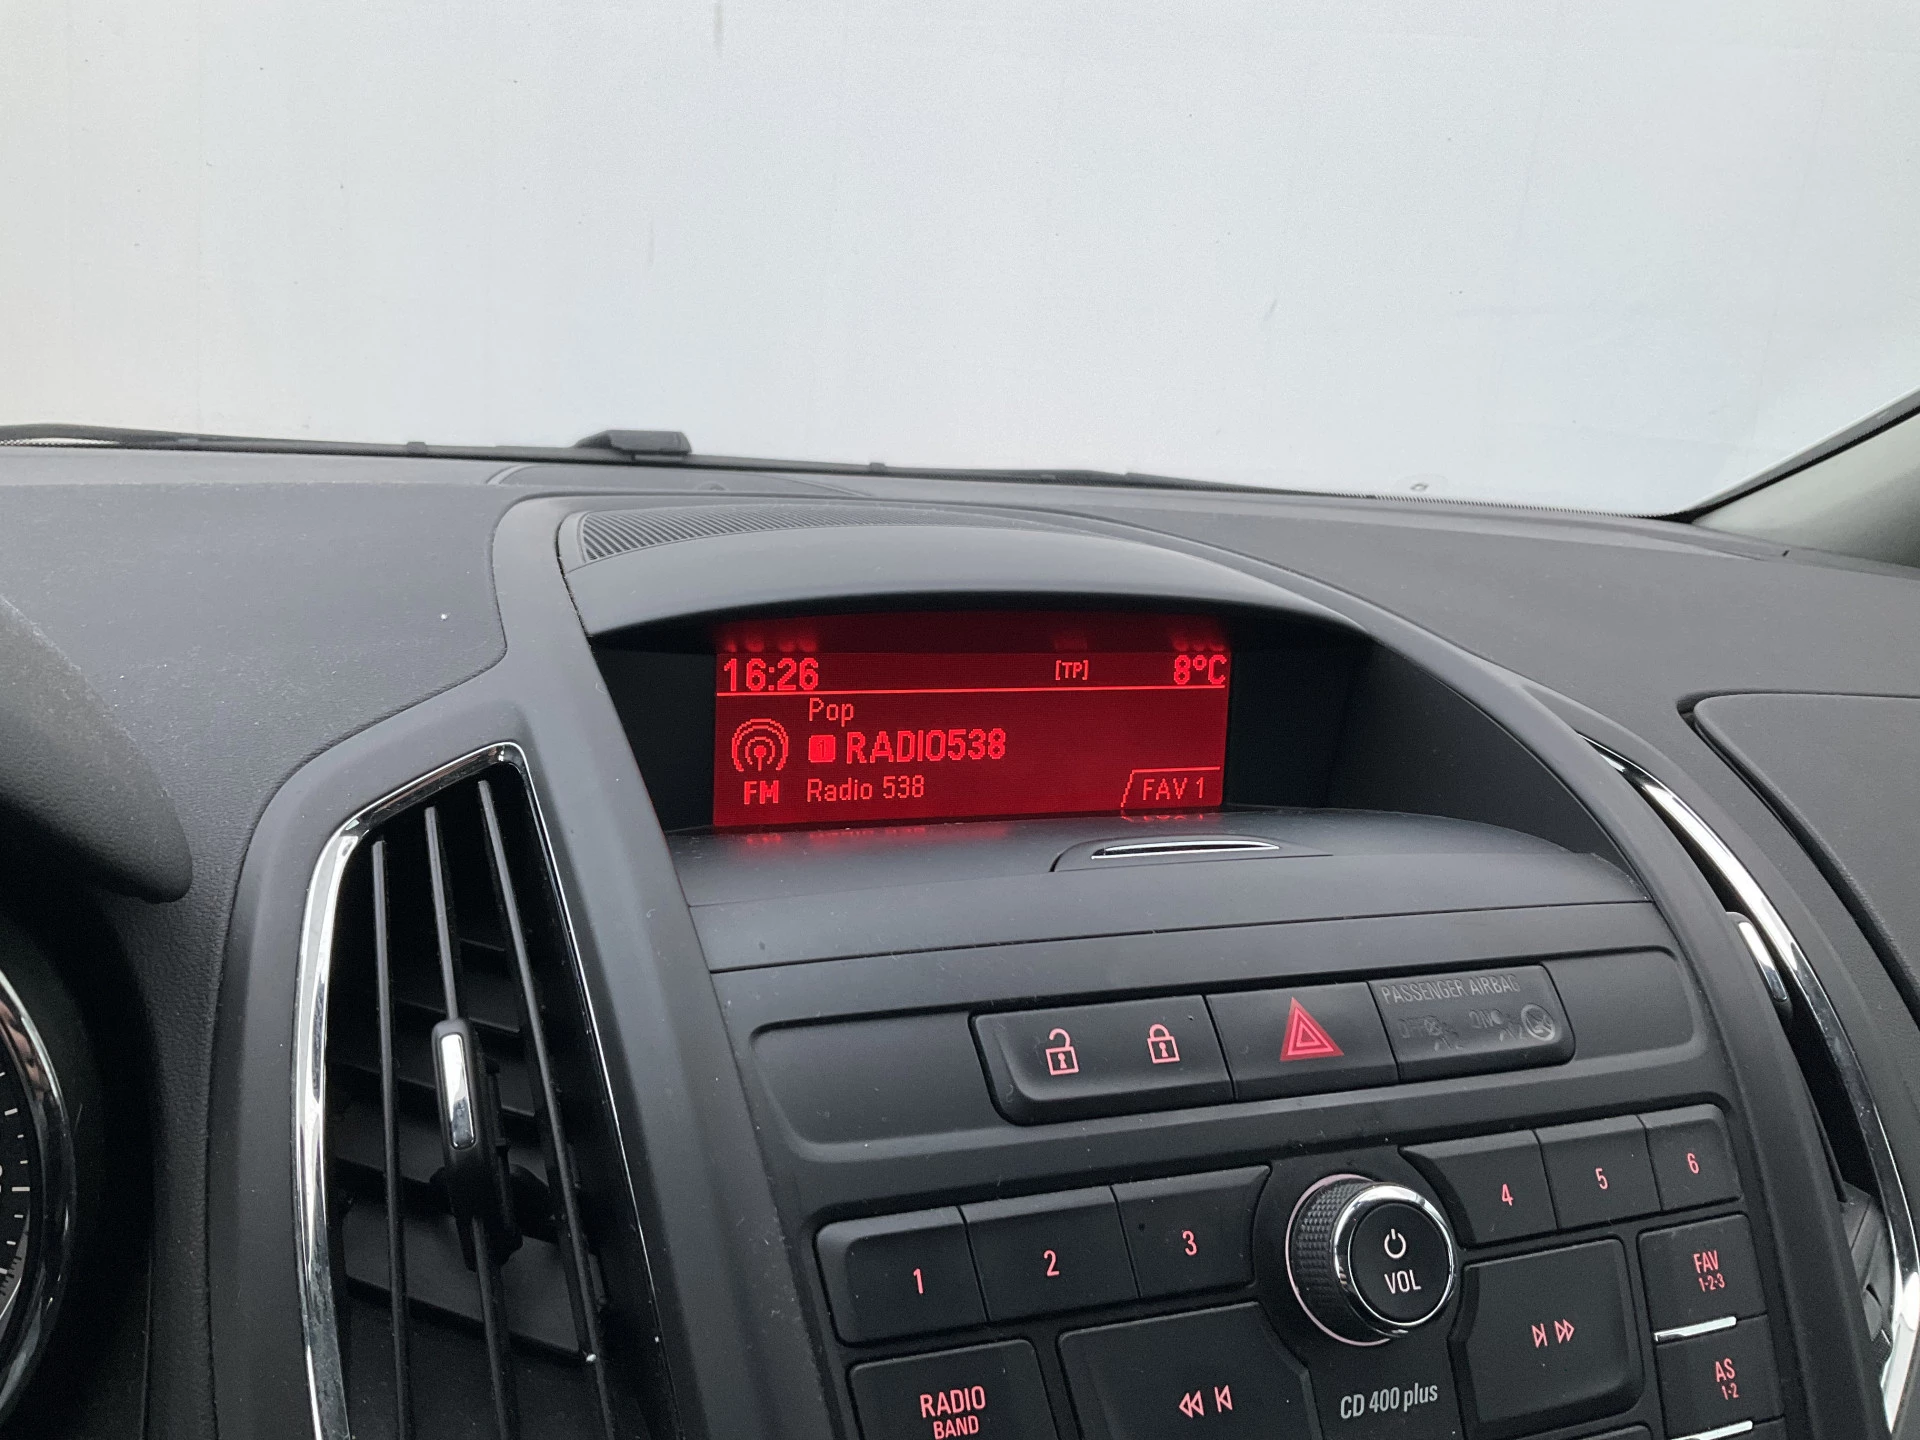 16:26 [TP] 8°C
Pop
1 RADIO538
FM Radio 538 FAV 1
PASSENGER AIRBAG
1 2 3 4 5 6
VOL
FAV
1-2-3
AS
1-2
RADIO
BAND
CD 400 plus